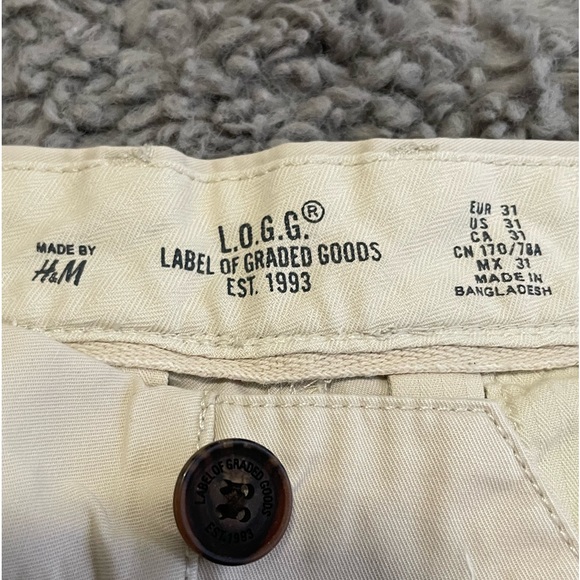 MADE BY
H&M
L.O.G.G.®
LABEL OF GRADED GOODS
EST. 1993
EUR 31
US 31
CA 31
CN 170/78A
MX 31
MADE IN
BANGLADESH
LABEL OF GRADED GOODS
EST. 1993